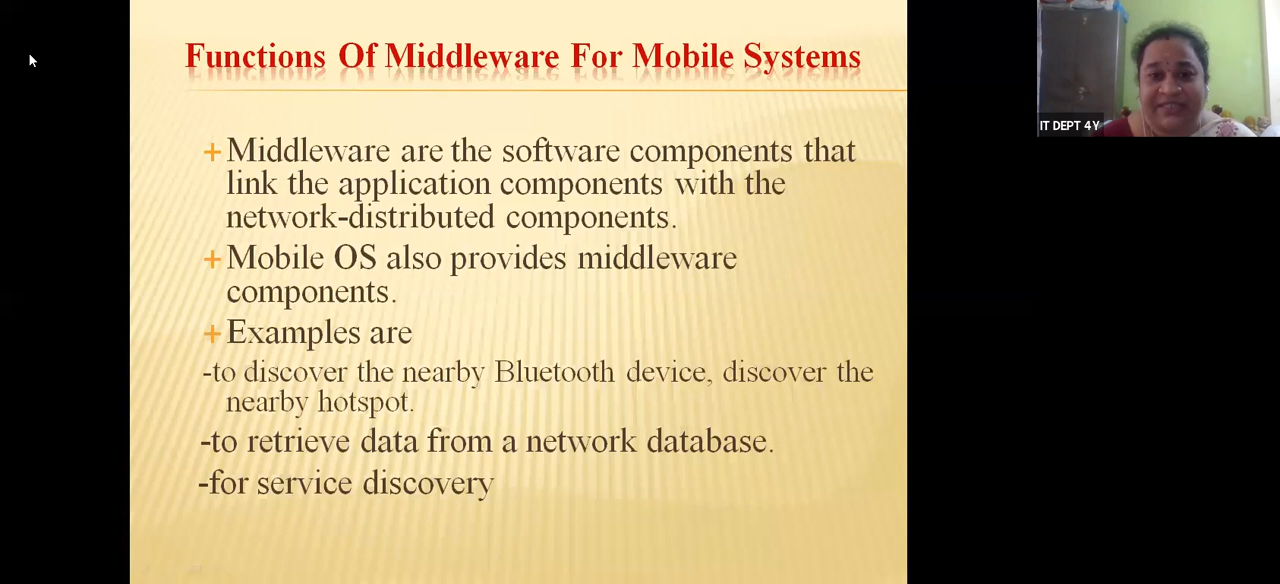 Functions Of Middleware For Mobile Systems
IT DEPT 4Y
+Middleware are the software components that
link the application components with the
network-distributed components.
+Mobile OS also provides middleware
components.
+Examples are
-to discover the nearby Bluetooth device, discover the
nearby hotspot.
-to retrieve data from a network database.
-for service discovery